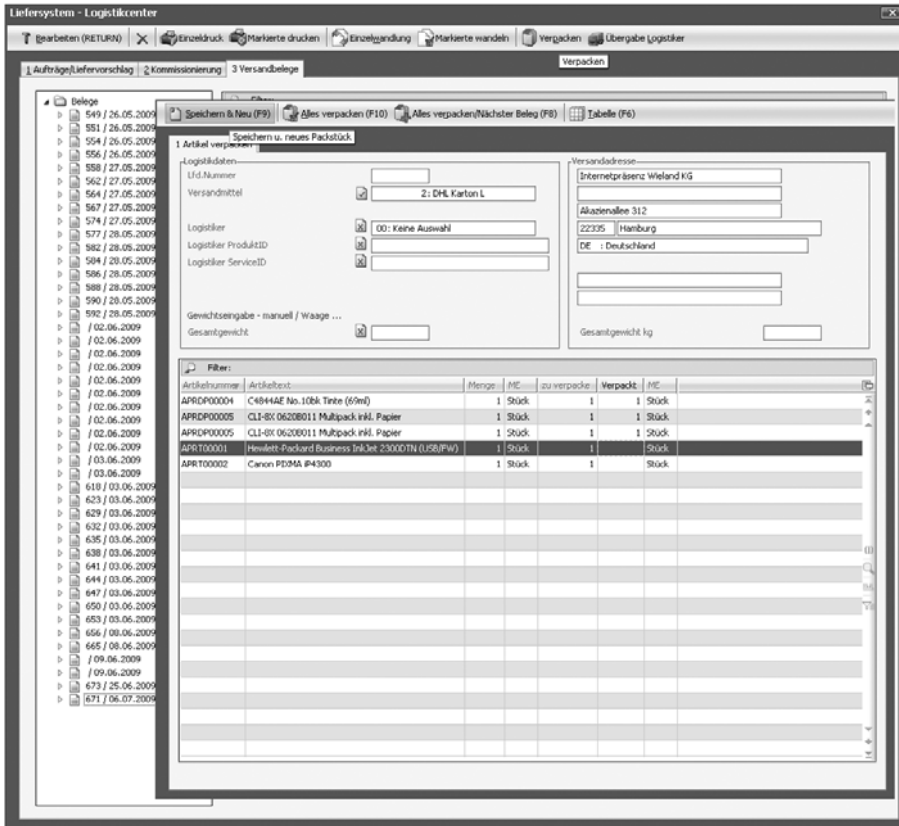 Liefersystem - Logistikcenter
Bearbeiten (RETURN) Einzeldruck Markierte drucken Einzelwandlung Markierte wandeln Verpacken Übergabe Logistiker
Verpacken
1 Aufträge/Liefervorschlag 2 Kommissionierung 3 Versandbelege
Belege
549 / 26.05.2009
551 / 26.05.2009
554 / 26.05.2009
556 / 26.05.2009
558 / 27.05.2009
562 / 27.05.2009
564 / 27.05.2009
567 / 27.05.2009
574 / 27.05.2009
577 / 28.05.2009
582 / 28.05.2009
584 / 28.05.2009
586 / 28.05.2009
588 / 28.05.2009
590 / 28.05.2009
592 / 28.05.2009
/ 02.06.2009
/ 02.06.2009
/ 02.06.2009
/ 02.06.2009
/ 02.06.2009
/ 02.06.2009
/ 02.06.2009
/ 02.06.2009
/ 02.06.2009
/ 02.06.2009
/ 03.06.2009
/ 03.06.2009
618 / 03.06.2009
623 / 03.06.2009
629 / 03.06.2009
632 / 03.06.2009
635 / 03.06.2009
638 / 03.06.2009
641 / 03.06.2009
644 / 03.06.2009
647 / 03.06.2009
650 / 03.06.2009
653 / 03.06.2009
656 / 08.06.2009
665 / 08.06.2009
/ 09.06.2009
/ 09.06.2009
673 / 25.06.2009
671 / 06.07.2009
Speichern & Neu (F9) Alles verpacken (F10) Alles verpacken/Nächster Beleg (F8) Tabelle (F6)
Speichern u. neues Packstück
1 Artikel verpacken
Logistikdaten
Lfd.Nummer
Versandmittel 2: DHL Karton L
Logistiker 00: Keine Auswahl
Logistiker ProduktID
Logistiker ServiceID
Gewichtseingabe - manuell / Waage ...
Gesamtgewicht
Versandadresse
Internetpräsenz Wieland KG
Akazienallee 312
22335 Hamburg
DE : Deutschland
Gesamtgewicht kg
Filter:
Artikelnummer Artikeltext Menge ME zu verpacke Verpackt ME
APRDP00004 C4844AE No.10bk Tinte (69ml) 1 Stück 1 1 Stück
APRDP00005 CLI-8X 0620B011 Multipack inkl. Papier 1 Stück 1 1 Stück
APRDP00005 CLI-8X 0620B011 Multipack inkl. Papier 1 Stück 1 1 Stück
APRT00001 Hewlett-Packard Business InkJet 2300DTN (USB/FW) 1 Stück 1 Stück
APRT00002 Canon PIXMA iP4300 1 Stück 1 Stück